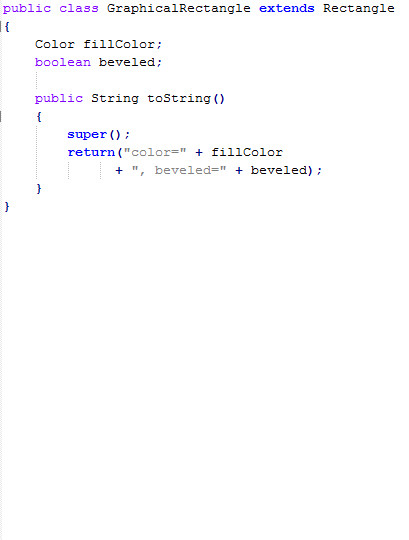 public class GraphicalRectangle extends Rectangle
{
    Color fillColor;
    boolean beveled;

    public String toString()
    {
        super();
        return("color=" + fillColor
              + ", beveled=" + beveled);
    }
}